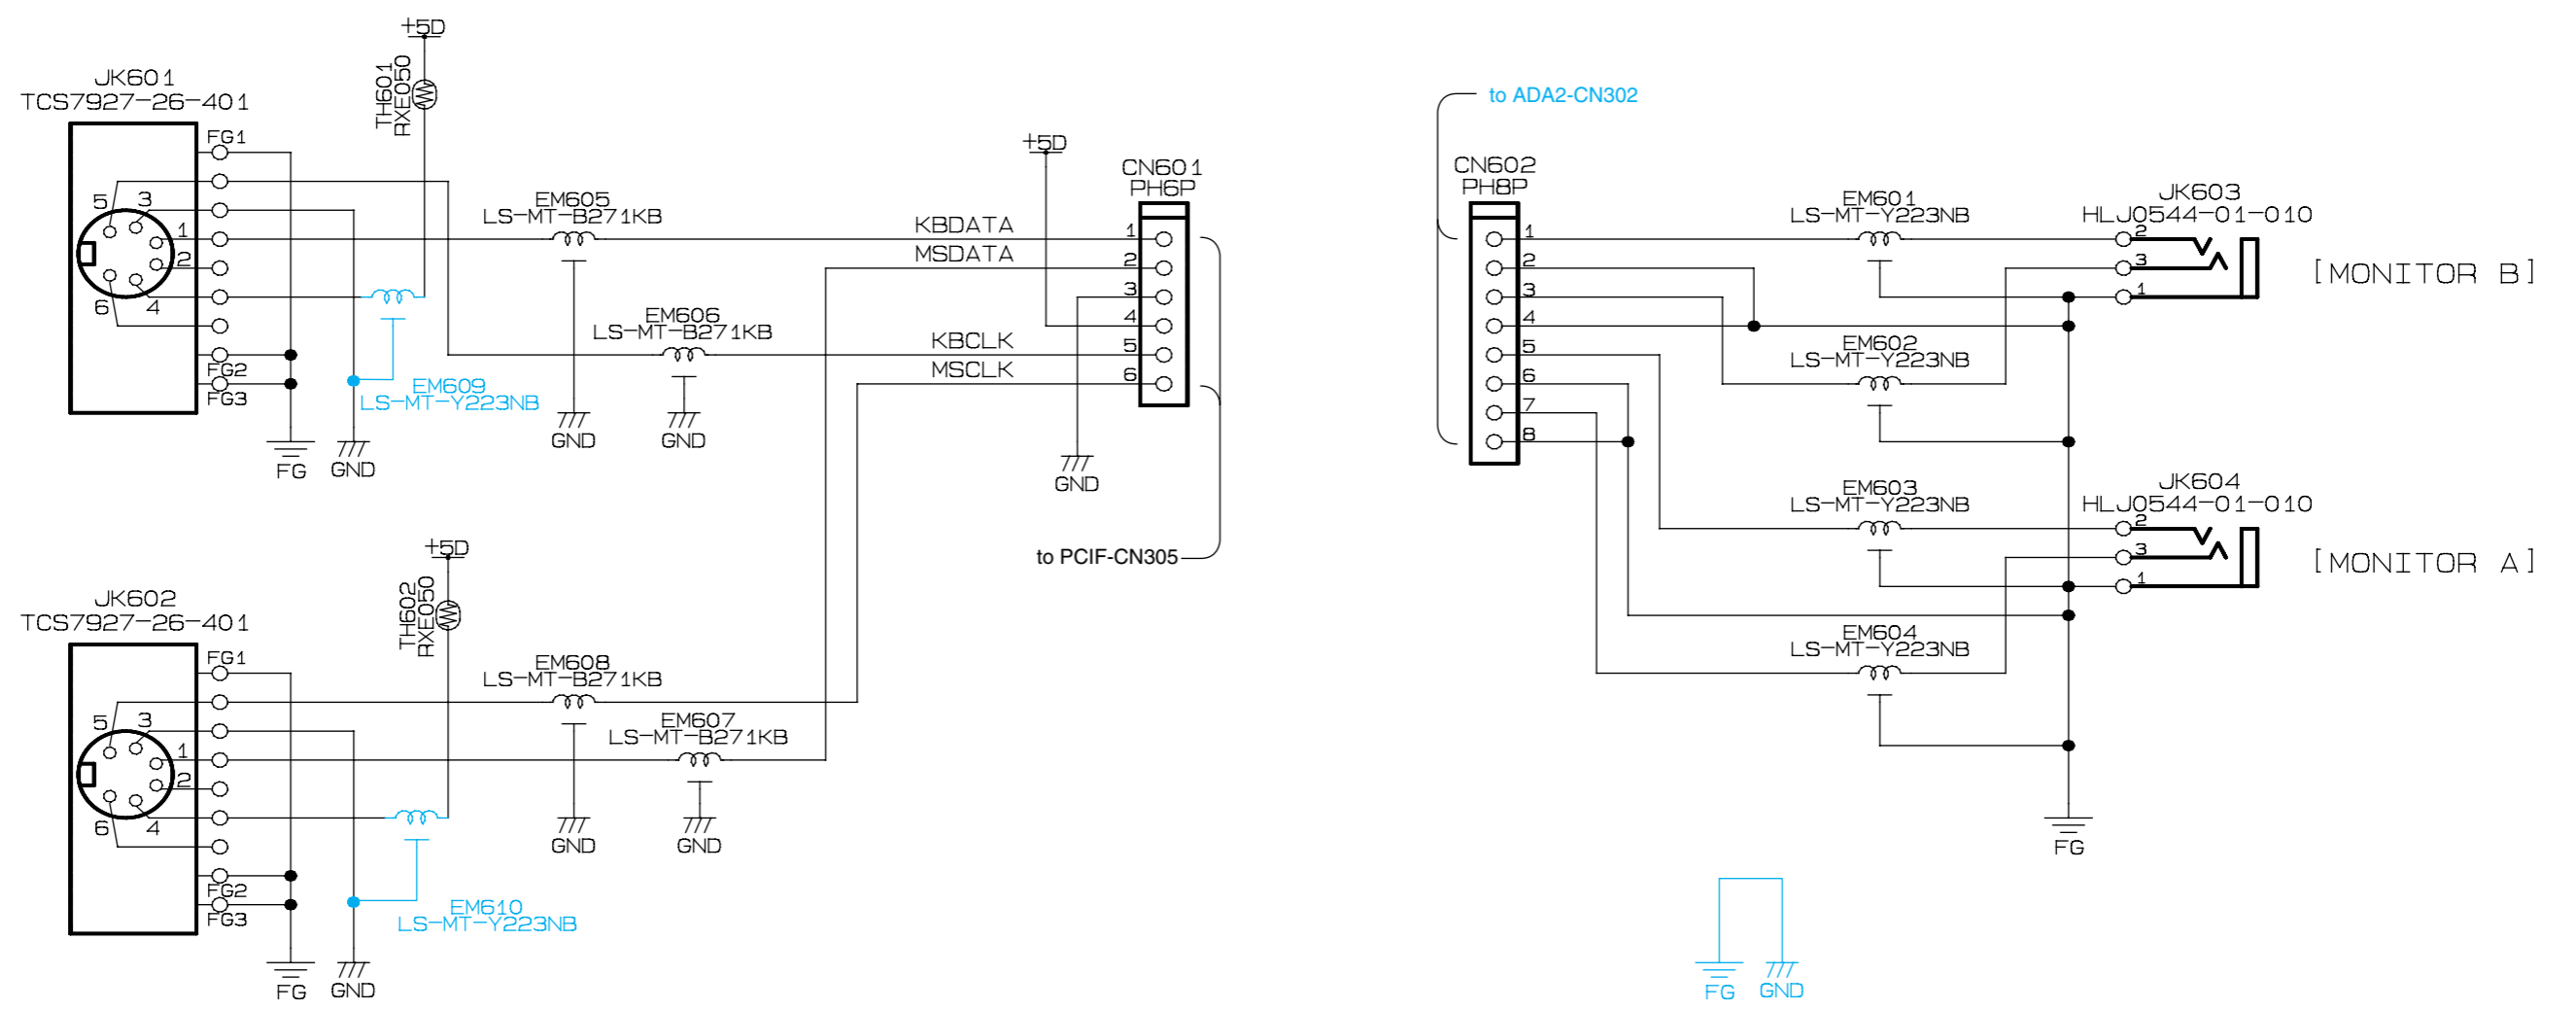 +5D
TH601
RXE050
JK601
TCS7927-26-401
FG1
5
3
1
2
6
4
FG2
FG3
EM609
LS-MT-Y223NB
FG
GND
EM605
LS-MT-B271KB
GND
EM606
LS-MT-B271KB
GND
KBDATA
MSDATA
KBCLK
MSCLK
+5D
CN601
PH6P
1
2
3
4
5
6
GND
to PCIF-CN305
+5D
TH602
RXE050
JK602
TCS7927-26-401
FG1
5
3
1
2
6
4
FG2
FG3
EM610
LS-MT-Y223NB
FG
GND
EM608
LS-MT-B271KB
GND
EM607
LS-MT-B271KB
GND
to ADA2-CN302
CN602
PH8P
1
2
3
4
5
6
7
8
EM601
LS-MT-Y223NB
EM602
LS-MT-Y223NB
JK603
HLJ0544-01-010
2
3
1
[MONITOR B]
EM603
LS-MT-Y223NB
EM604
LS-MT-Y223NB
JK604
HLJ0544-01-010
2
3
1
[MONITOR A]
FG
FG
GND